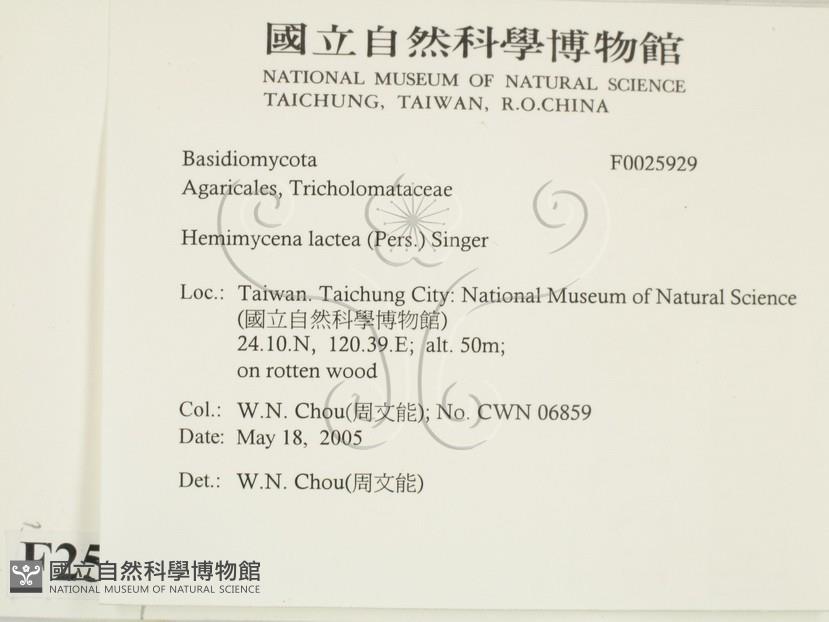 國立自然科學博物館
NATIONAL MUSEUM OF NATURAL SCIENCE
TAICHUNG, TAIWAN, R.O.CHINA
Basidiomycota F0025929
Agaricales, Tricholomataceae
Hemimycena lactea (Pers.) Singer
Loc.: Taiwan. Taichung City: National Museum of Natural Science
(國立自然科學博物館)
24.10.N, 120.39.E; alt. 50m;
on rotten wood
Col.: W.N. Chou(周文能); No. CWN 06859
Date: May 18, 2005
Det.: W.N. Chou(周文能)
F25
國立自然科學博物館
NATIONAL MUSEUM OF NATURAL SCIENCE